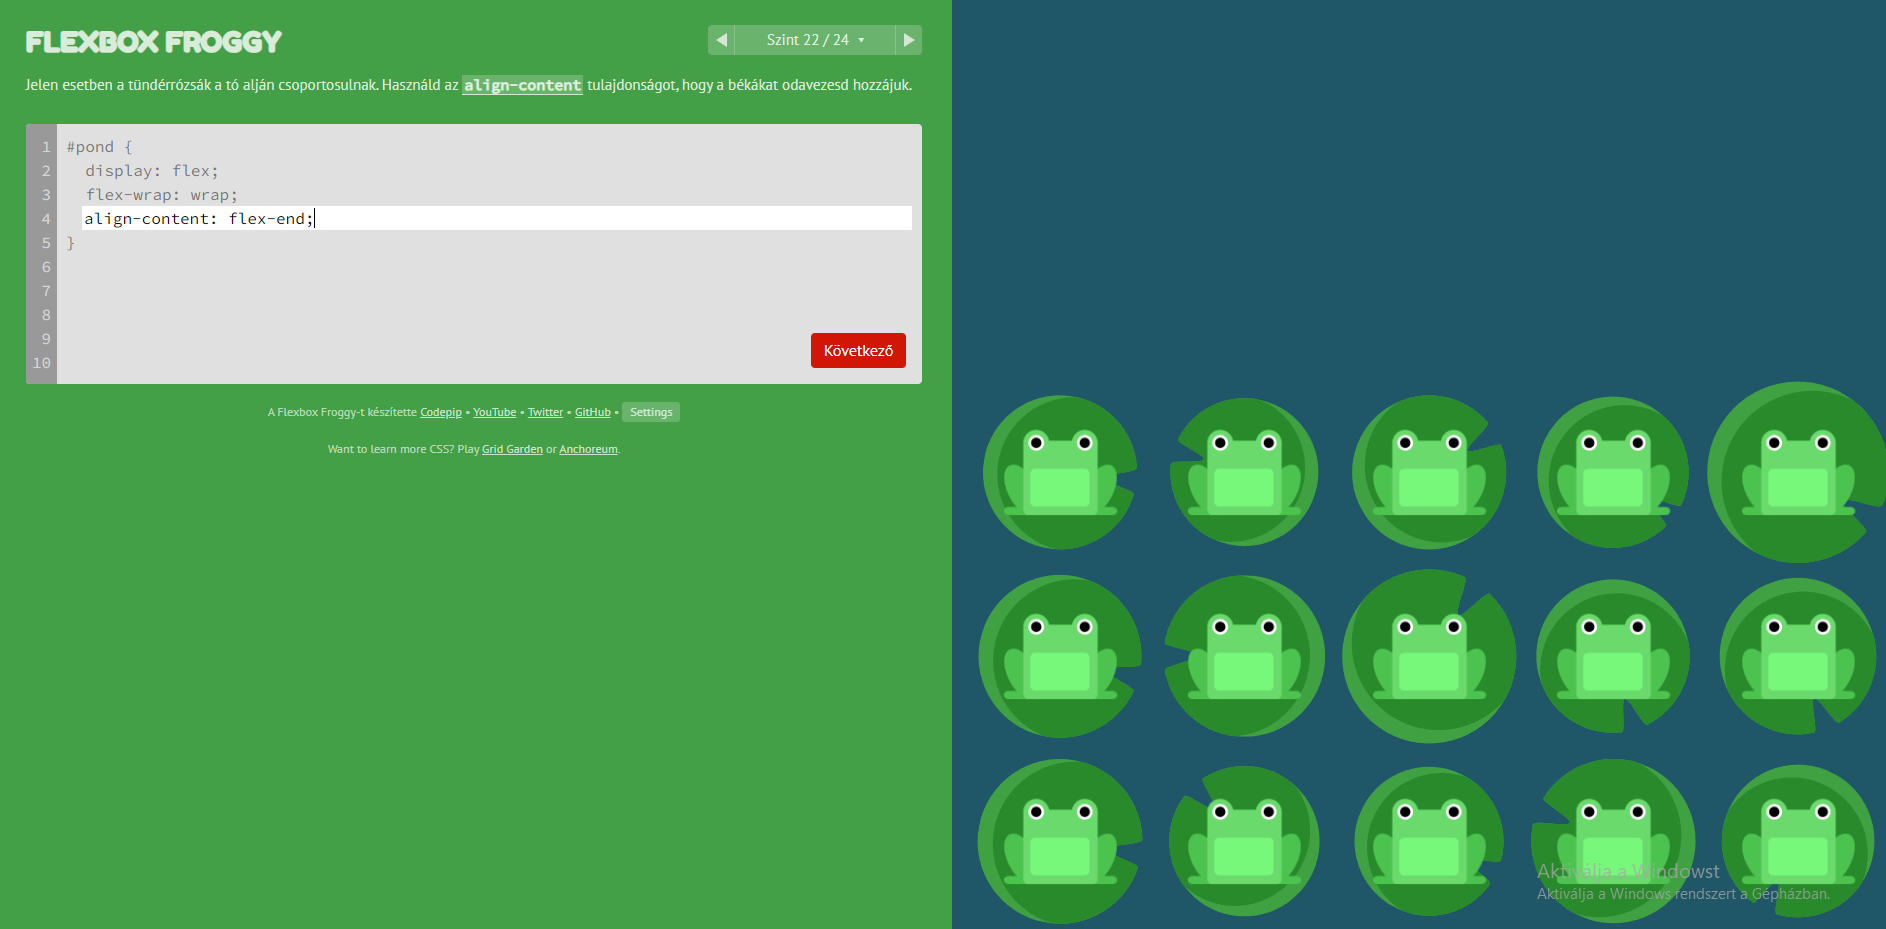 FLEXBOX FROGGY
Szint 22 / 24
Jelen esetben a tündérrózsák a tó alján csoportosulnak. Használd az align-content tulajdonságot, hogy a békákat odavezesd hozzájuk.
1 #pond {
2 display: flex;
3 flex-wrap: wrap;
4 align-content: flex-end;
5 }
6
7
8
9
10
Következő
A Flexbox Froggy-t készítette Codepip • YouTube • Twitter • GitHub • Settings
Want to learn more CSS? Play Grid Garden or Anchoreum.
Aktiválja a Windowst
Aktiválja a Windows rendszert a Gépházban.